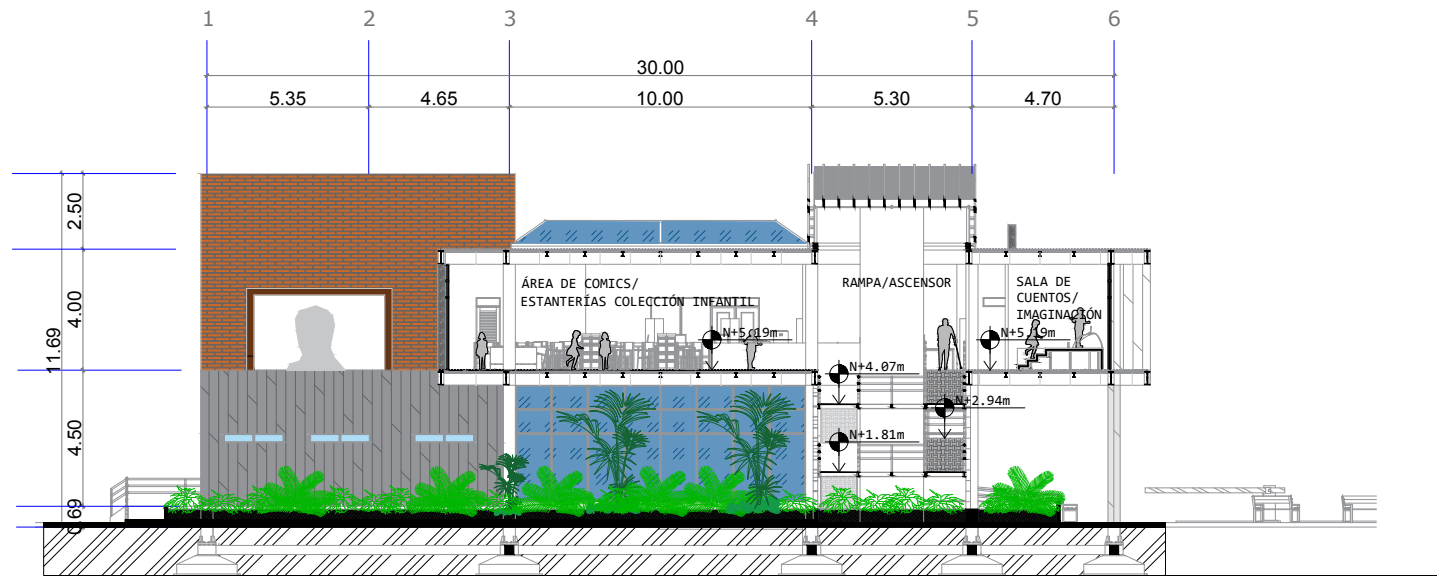 1 2 3 4 5 6
30.00
5.35 4.65 10.00 5.30 4.70
2.50
4.00
11.69
4.50
0.69
ÁREA DE COMICS/
ESTANTERÍAS COLECCIÓN INFANTIL
RAMPA/ASCENSOR
SALA DE
CUENTOS/
IMAGINACIÓN
N+5.19m
N+5.19m
N+4.07m
N+2.94m
N+1.81m